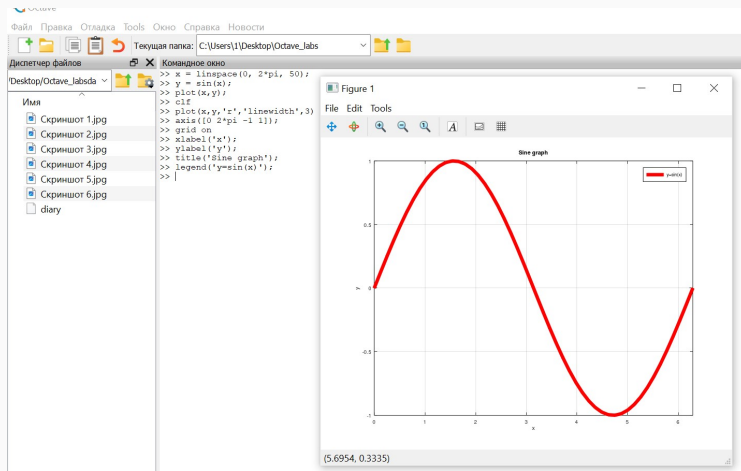 Octave
Файл Правка Отладка Tools Окно Справка Новости
Текущая папка: C:\Users\1\Desktop\Octave_labs
Диспетчер файлов
/Desktop/Octave_labsda
Имя
Скриншот 1.jpg
Скриншот 2.jpg
Скриншот 3.jpg
Скриншот 4.jpg
Скриншот 5.jpg
Скриншот 6.jpg
diary
Командное окно
>> x = linspace(0, 2*pi, 50);
>> y = sin(x);
>> plot(x,y);
>> clf
>> plot(x,y,'r','linewidth',3)
>> axis([0 2*pi -1 1]);
>> grid on
>> xlabel('x');
>> ylabel('y');
>> title('Sine graph');
>> legend('y=sin(x)');
>>
Figure 1
File Edit Tools
A
Sine graph
y=sin(x)
1
0.5
0
-0.5
-1
y
0 1 2 3 4 5 6
x
(5.6954, 0.3335)